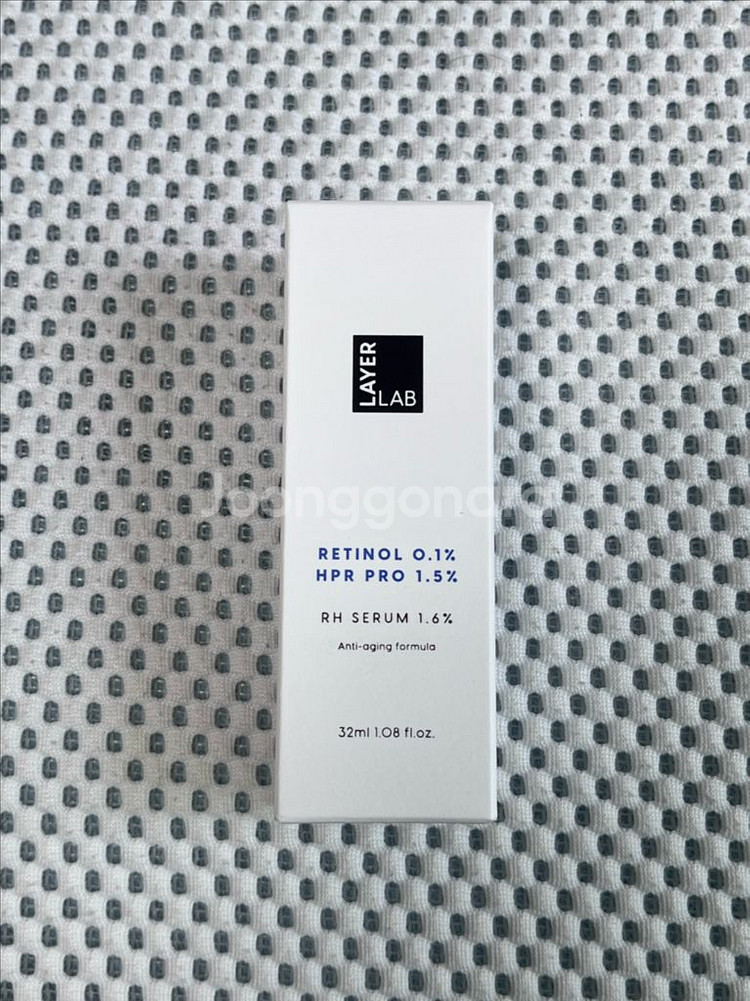 LAYER
LAB
Joonggonara
RETINOL 0.1%
HPR PRO 1.5%
RH SERUM 1.6%
Anti-aging formula
32ml 1.08 fl.oz.